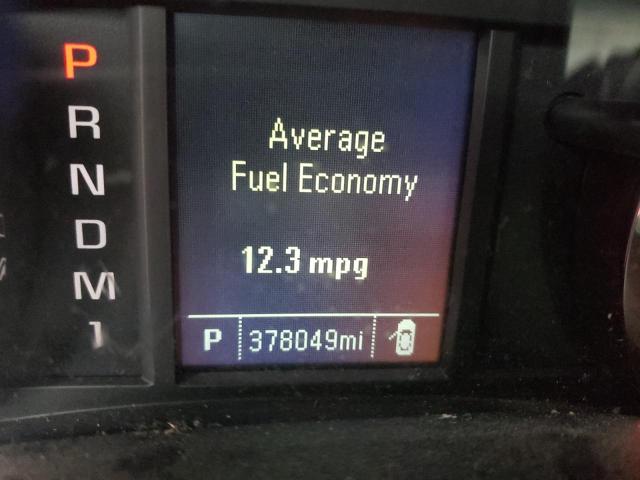 P
R
N
D
M
1
Average
Fuel Economy
12.3 mpg
P 378049mi